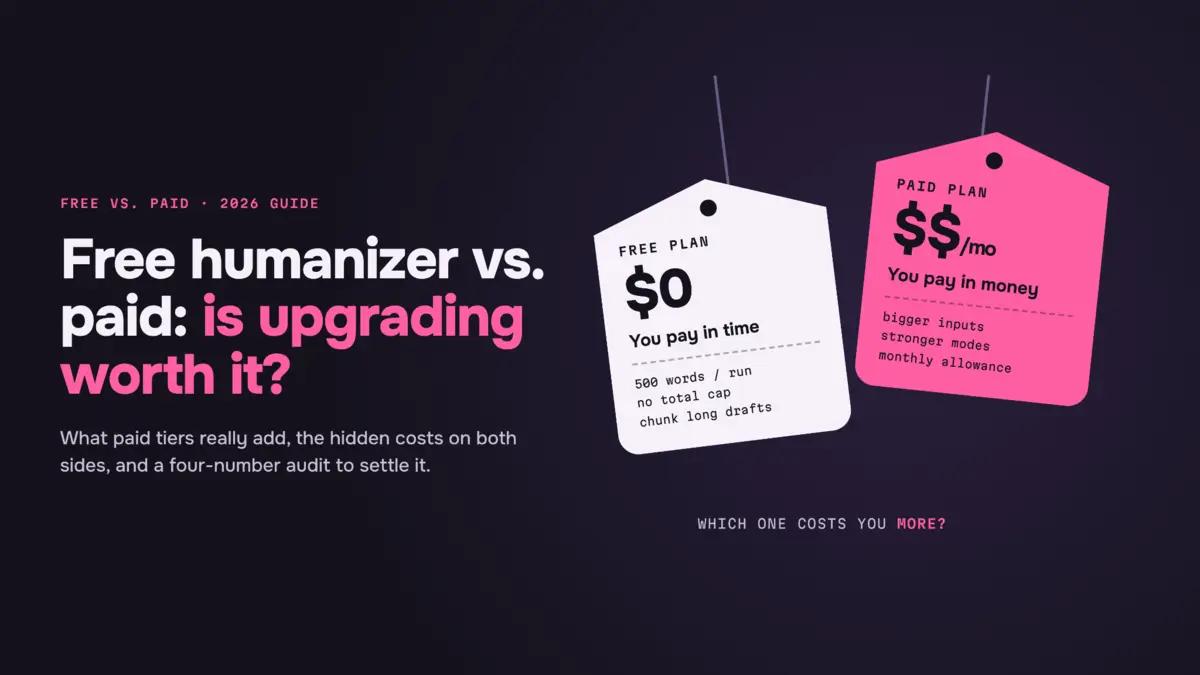 FREE VS. PAID · 2026 GUIDE
Free humanizer vs.
paid: is upgrading
worth it?
What paid tiers really add, the hidden costs on both
sides, and a four-number audit to settle it.
FREE PLAN
$0
You pay in time
500 words / run
no total cap
chunk long drafts
PAID PLAN
$$/mo
You pay in money
bigger inputs
stronger modes
monthly allowance
WHICH ONE COSTS YOU MORE?